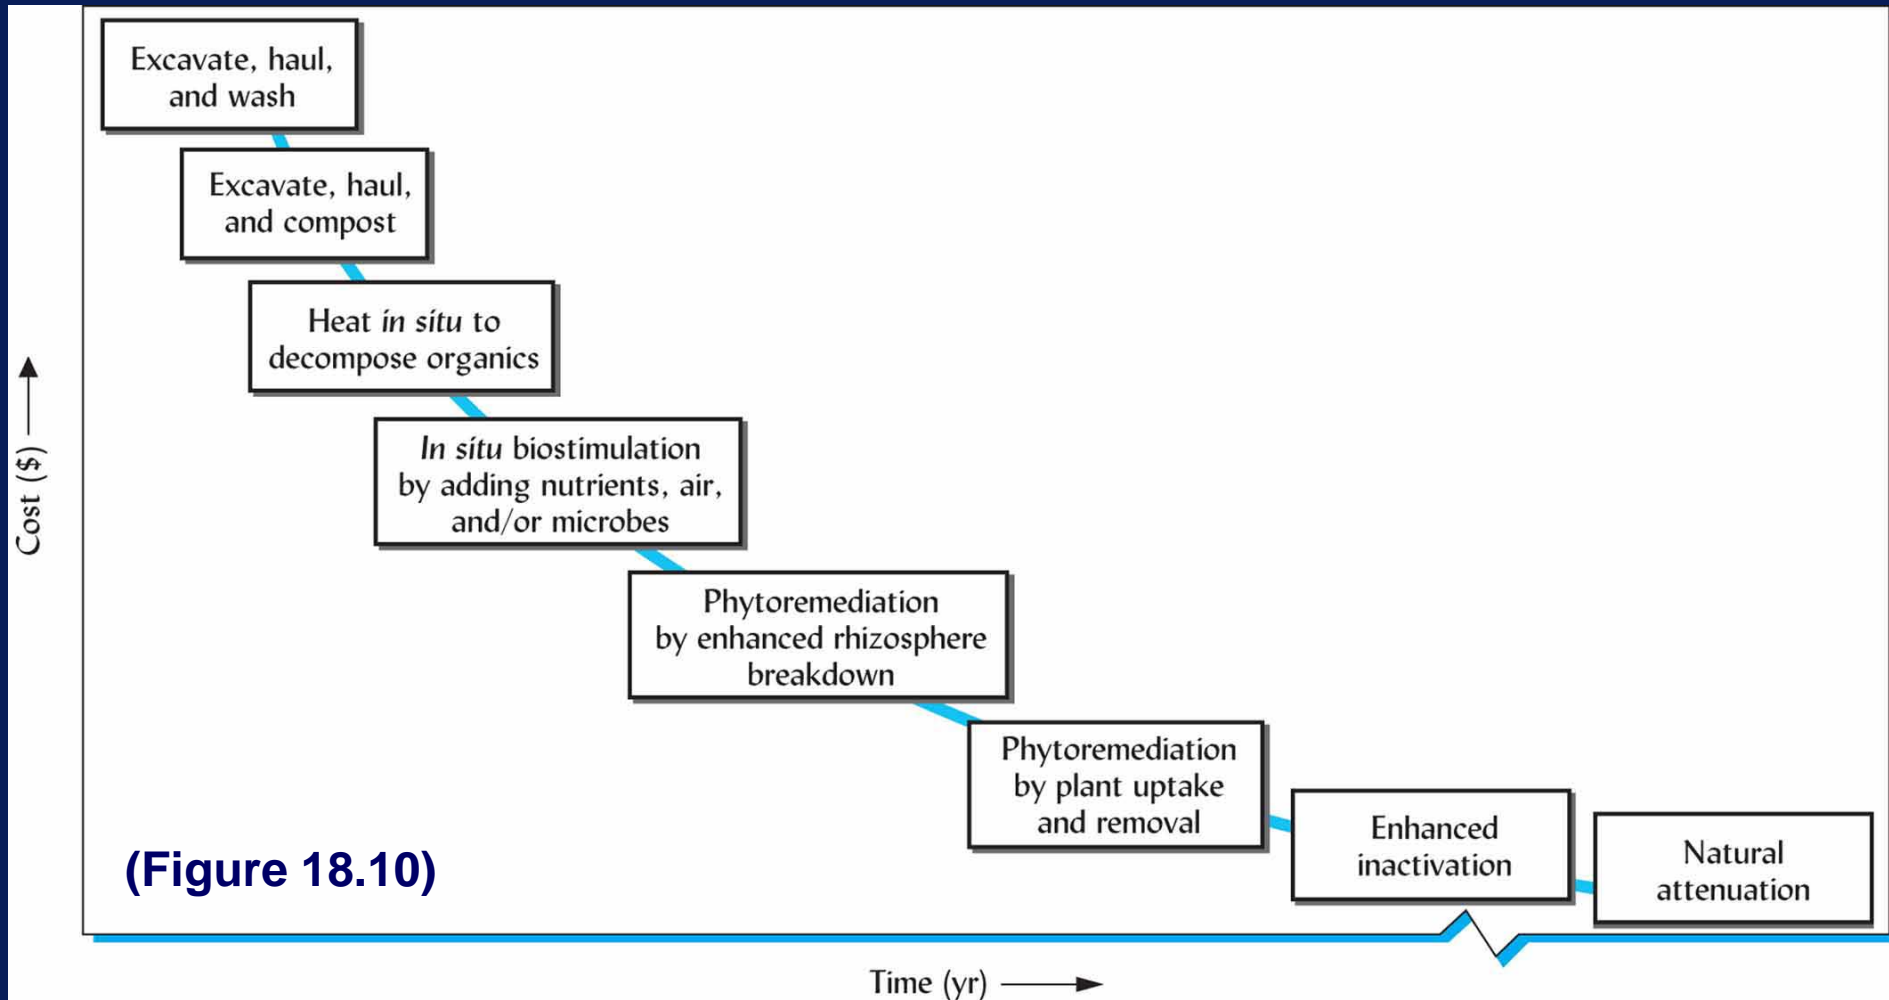 Excavate, haul,
and wash
Excavate, haul,
and compost
Heat in situ to
decompose organics
In situ biostimulation
by adding nutrients, air,
and/or microbes
Phytoremediation
by enhanced rhizosphere
breakdown
Phytoremediation
by plant uptake
and removal
Enhanced
inactivation
Natural
attenuation
Cost ($)
(Figure 18.10)
Time (yr)